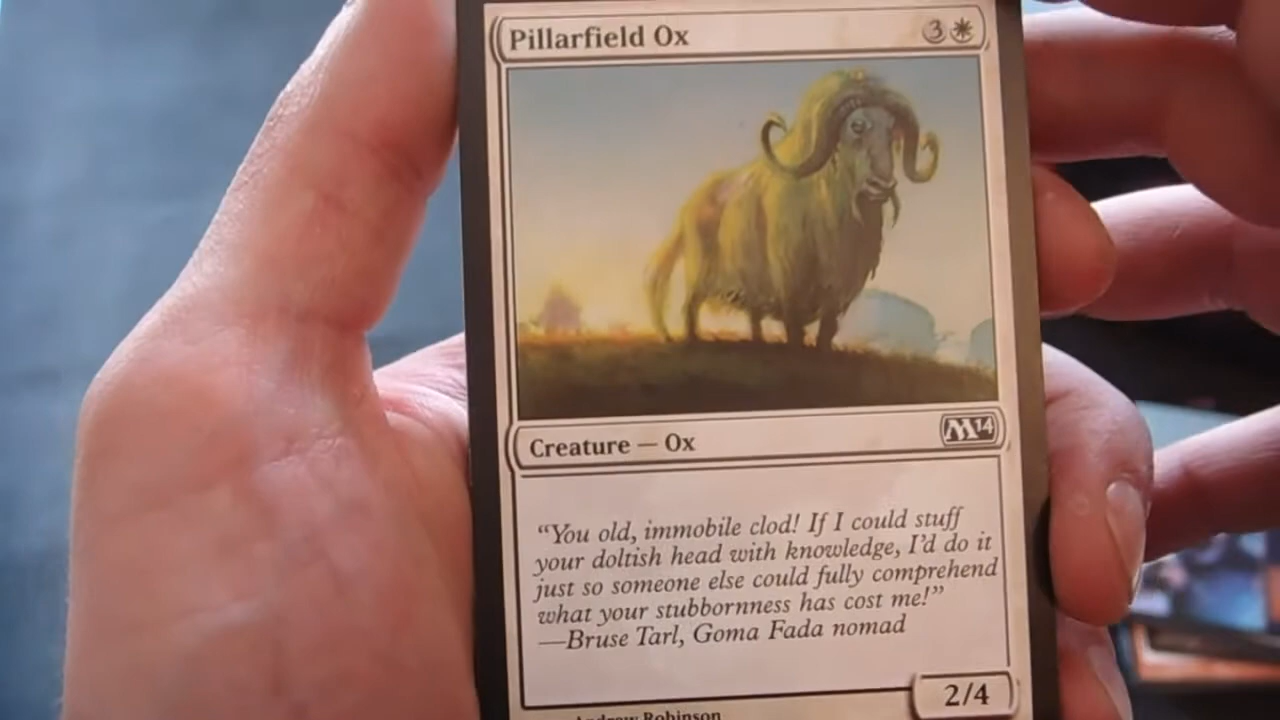 Pillarfield Ox 3
Creature — Ox M14
“You old, immobile clod! If I could stuff
your doltish head with knowledge, I’d do it
just so someone else could fully comprehend
what your stubbornness has cost me!”
—Bruse Tarl, Goma Fada nomad
2/4
Andrew Robinson